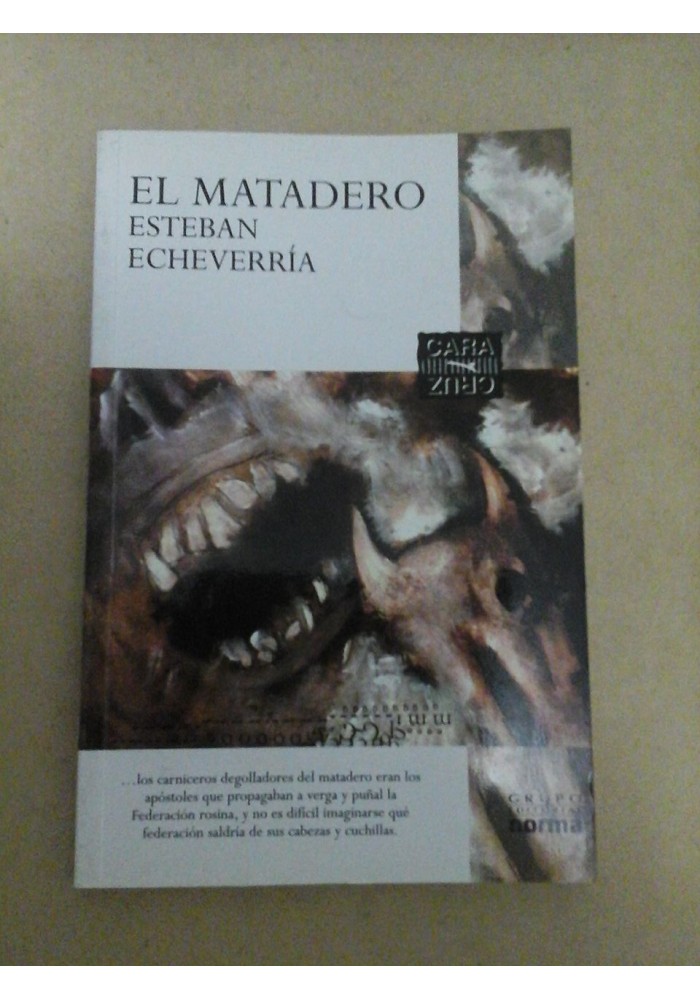 EL MATADERO
ESTEBAN
ECHEVERRÍA
CARA
CRUZ
...los carniceros degolladores del matadero eran los
apóstoles que propagaban a verga y puñal la
Federación rosina, y no es difícil imaginarse qué
federación saldría de sus cabezas y cuchillas.
GRUPO
EDITORIAL
norma